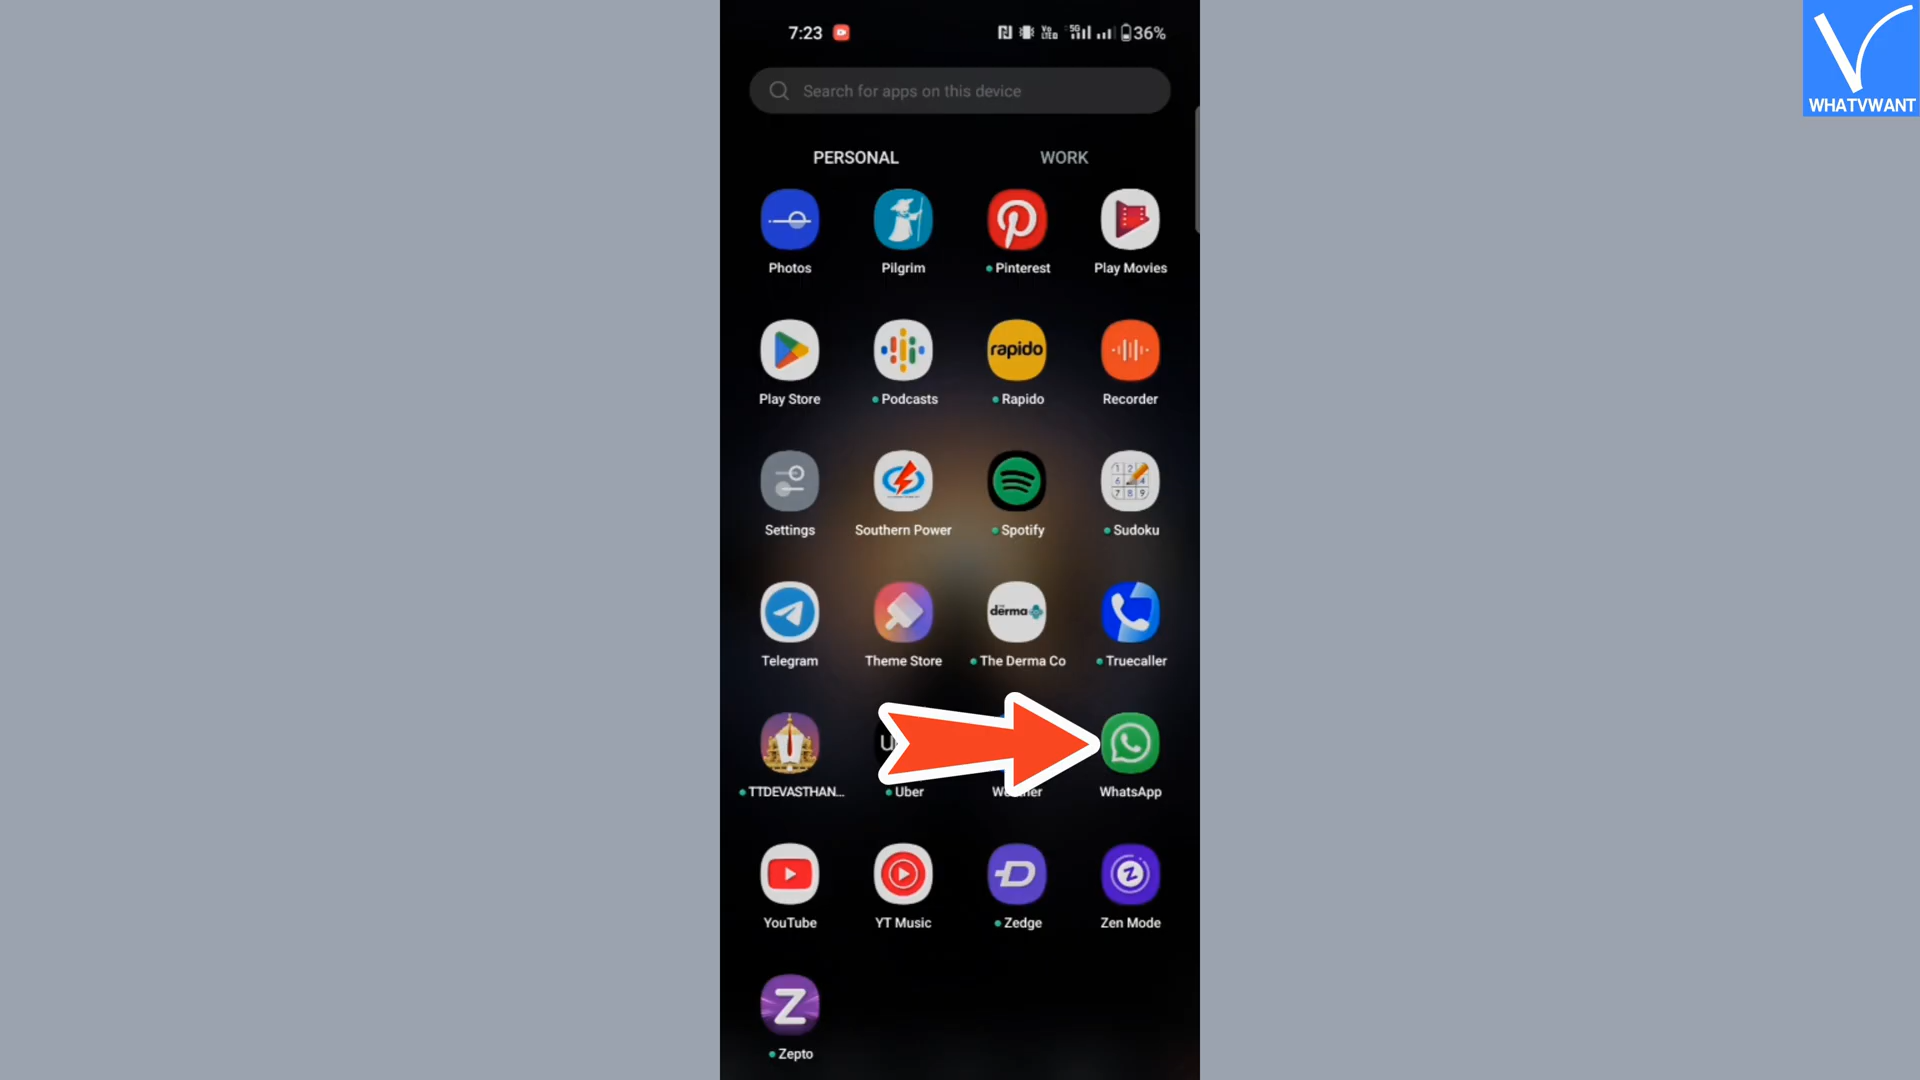 7:23 36%
WHATVWANT
Search for apps on this device
PERSONAL WORK
Photos Pilgrim Pinterest Play Movies
rapido
Play Store Podcasts Rapido Recorder
Settings Southern Power Spotify Sudoku
derma
Telegram Theme Store The Derma Co Truecaller
TTDEVASTHAN... Uber Weather WhatsApp
YouTube YT Music Zedge Zen Mode
Zepto